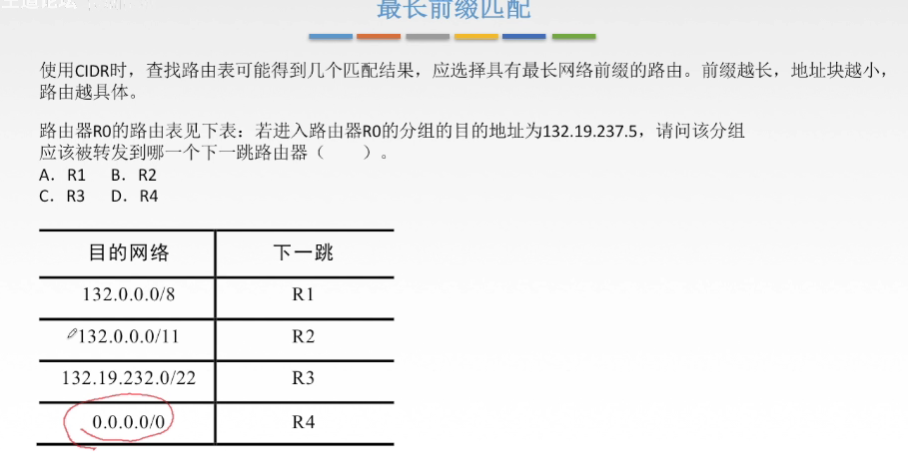 最长前缀匹配
使用CIDR时，查找路由表可能得到几个匹配结果，应选择具有最长网络前缀的路由。前缀越长，地址块越小，
路由越具体。
路由器R0的路由表见下表：若进入路由器R0的分组的目的地址为132.19.237.5，请问该分组
应该被转发到哪一个下一跳路由器（　　）。
A. R1 B. R2
C. R3 D. R4
目的网络 下一跳
132.0.0.0/8 R1
132.0.0.0/11 R2
132.19.232.0/22 R3
0.0.0.0/0 R4